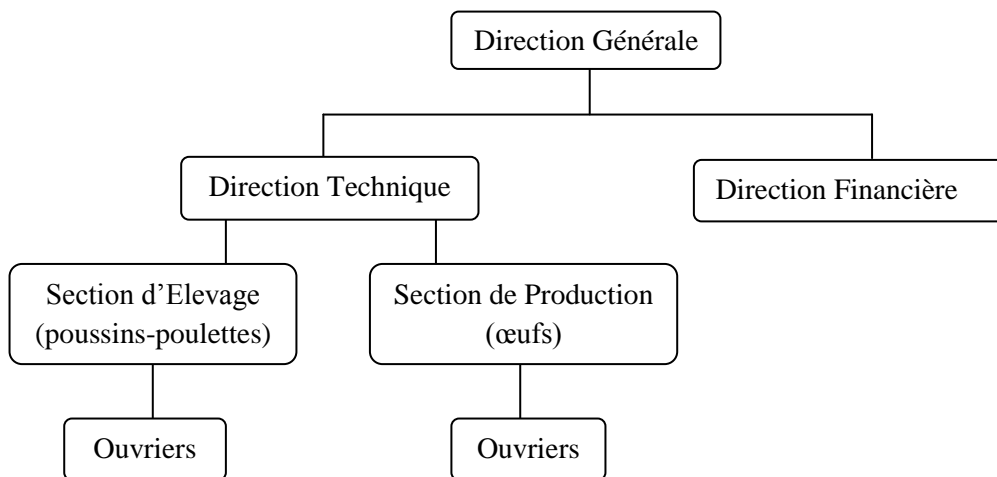 Direction Générale
Direction Technique
Direction Financière
Section d’Elevage
(poussins-poulettes)
Section de Production
(œufs)
Ouvriers
Ouvriers